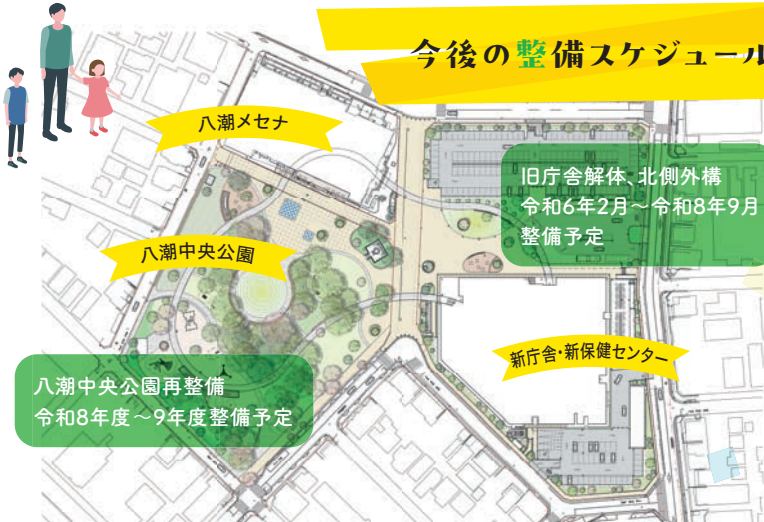 今後の整備スケジュール
八潮メセナ
旧庁舎解体、北側外構
令和6年2月～令和8年9月
整備予定
八潮中央公園
新庁舎・新保健センター
八潮中央公園再整備
令和8年度～9年度整備予定